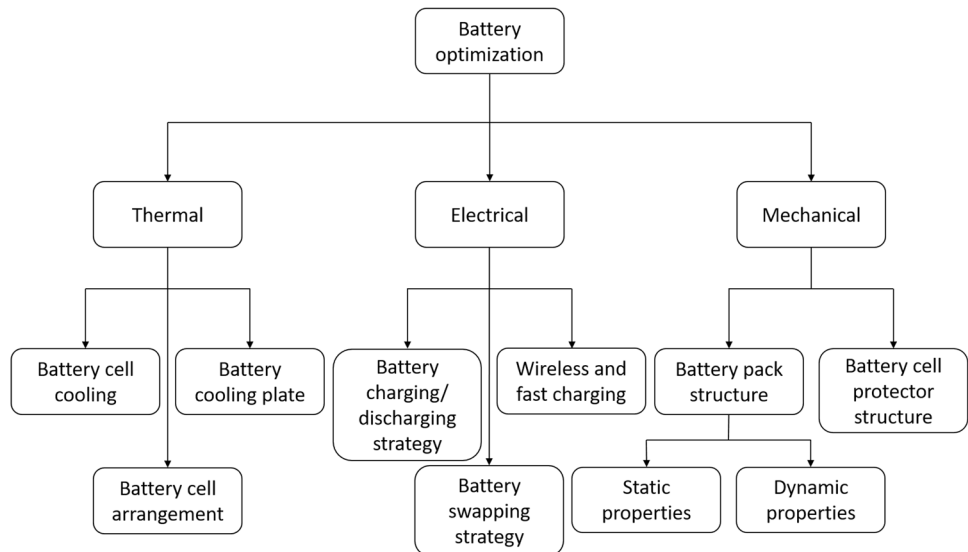 Battery
optimization
Thermal
Electrical
Mechanical
Battery cell
cooling
Battery
cooling plate
Battery
charging/
discharging
strategy
Wireless and
fast charging
Battery pack
structure
Battery cell
protector
structure
Battery cell
arrangement
Battery
swapping
strategy
Static
properties
Dynamic
properties